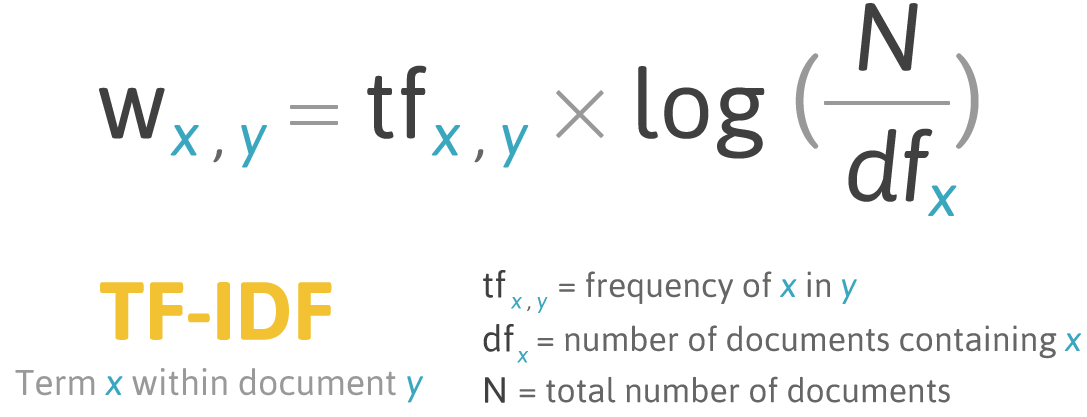 w x , y = tf x , y × log ( N / df x )
TF-IDF
Term x within document y
tf x , y = frequency of x in y
df x = number of documents containing x
N = total number of documents